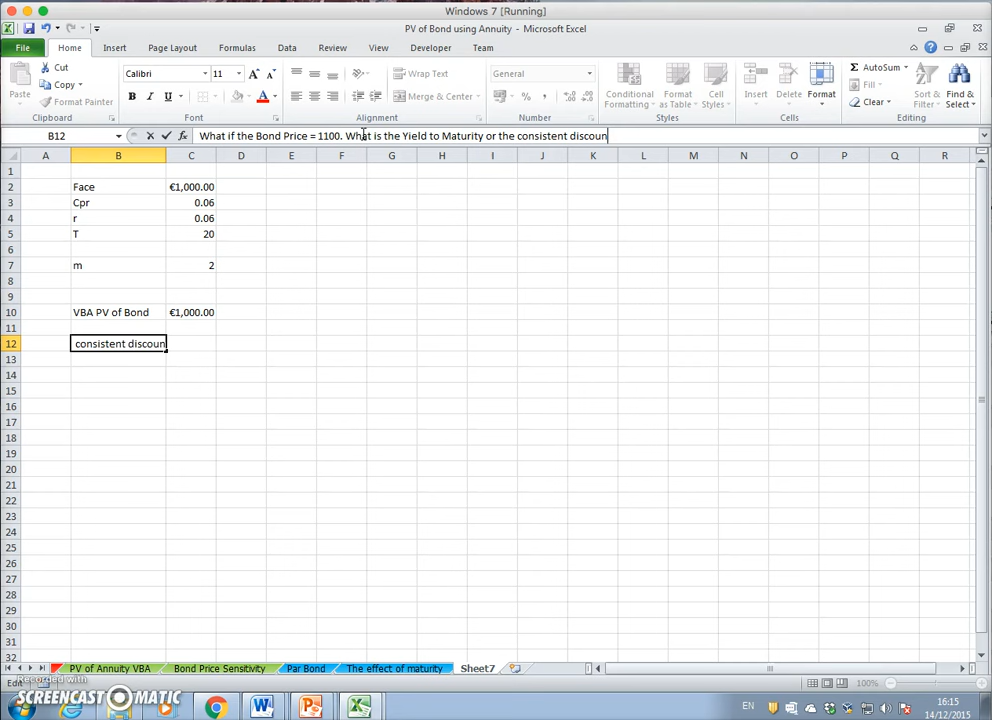 Windows 7 [Running]
PV of Bond using Annuity - Microsoft Excel
File Home Insert Page Layout Formulas Data Review View Developer Team
Paste
Cut
Copy
Format Painter
Clipboard
Calibri 11
B I U
Font
Wrap Text
Merge & Center
Alignment
General
Number
Conditional Formatting
Format as Table
Cell Styles
Styles
Insert Delete Format
Cells
AutoSum
Fill
Clear
Sort & Filter
Find & Select
Editing
B12 fx What if the Bond Price = 1100. What is the Yield to Maturity or the consistent discoun
A B C D E F G H I J K L M N O P Q R
1
2 Face €1,000.00
3 Cpr 0.06
4 r 0.06
5 T 20
6
7 m 2
8
9
10 VBA PV of Bond €1,000.00
11
12 consistent discoun
13
14
15
16
17
18
19
20
21
22
23
24
25
26
27
28
29
30
31
32
PV of Annuity VBA Bond Price Sensitivity Par Bond The effect of maturity Sheet7
Edit 100%
Recorded with
SCREENCAST O MATIC
EN 16:15
14/12/2015